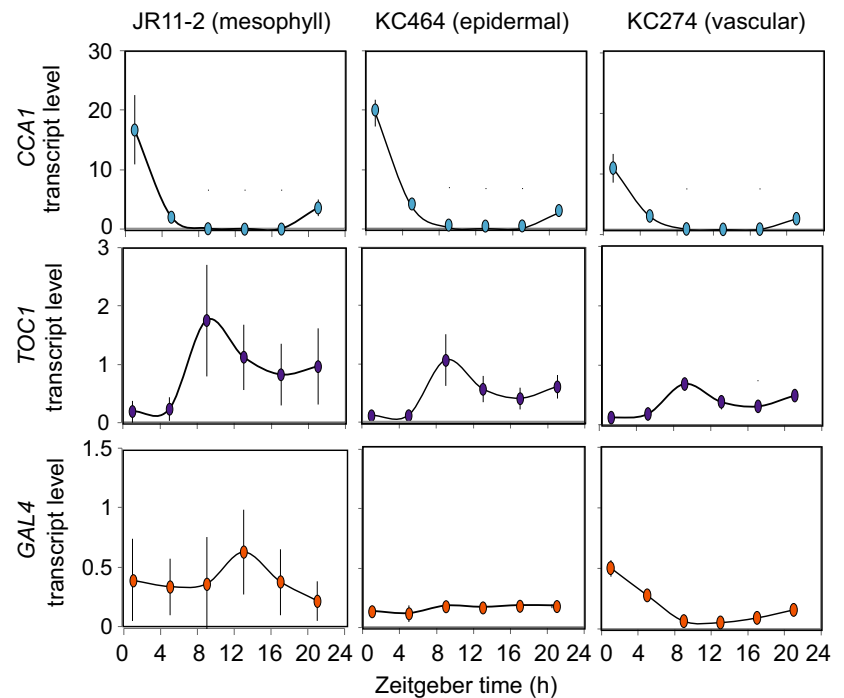 JR11-2 (mesophyll) KC464 (epidermal) KC274 (vascular)
CCA1
transcript level
30
20
10
0
TOC1
transcript level
3
2
1
0
GAL4
transcript level
1.5
1
0.5
0
0 4 8 12 16 20 24 0 4 8 12 16 20 24 0 4 8 12 16 20 24
Zeitgeber time (h)